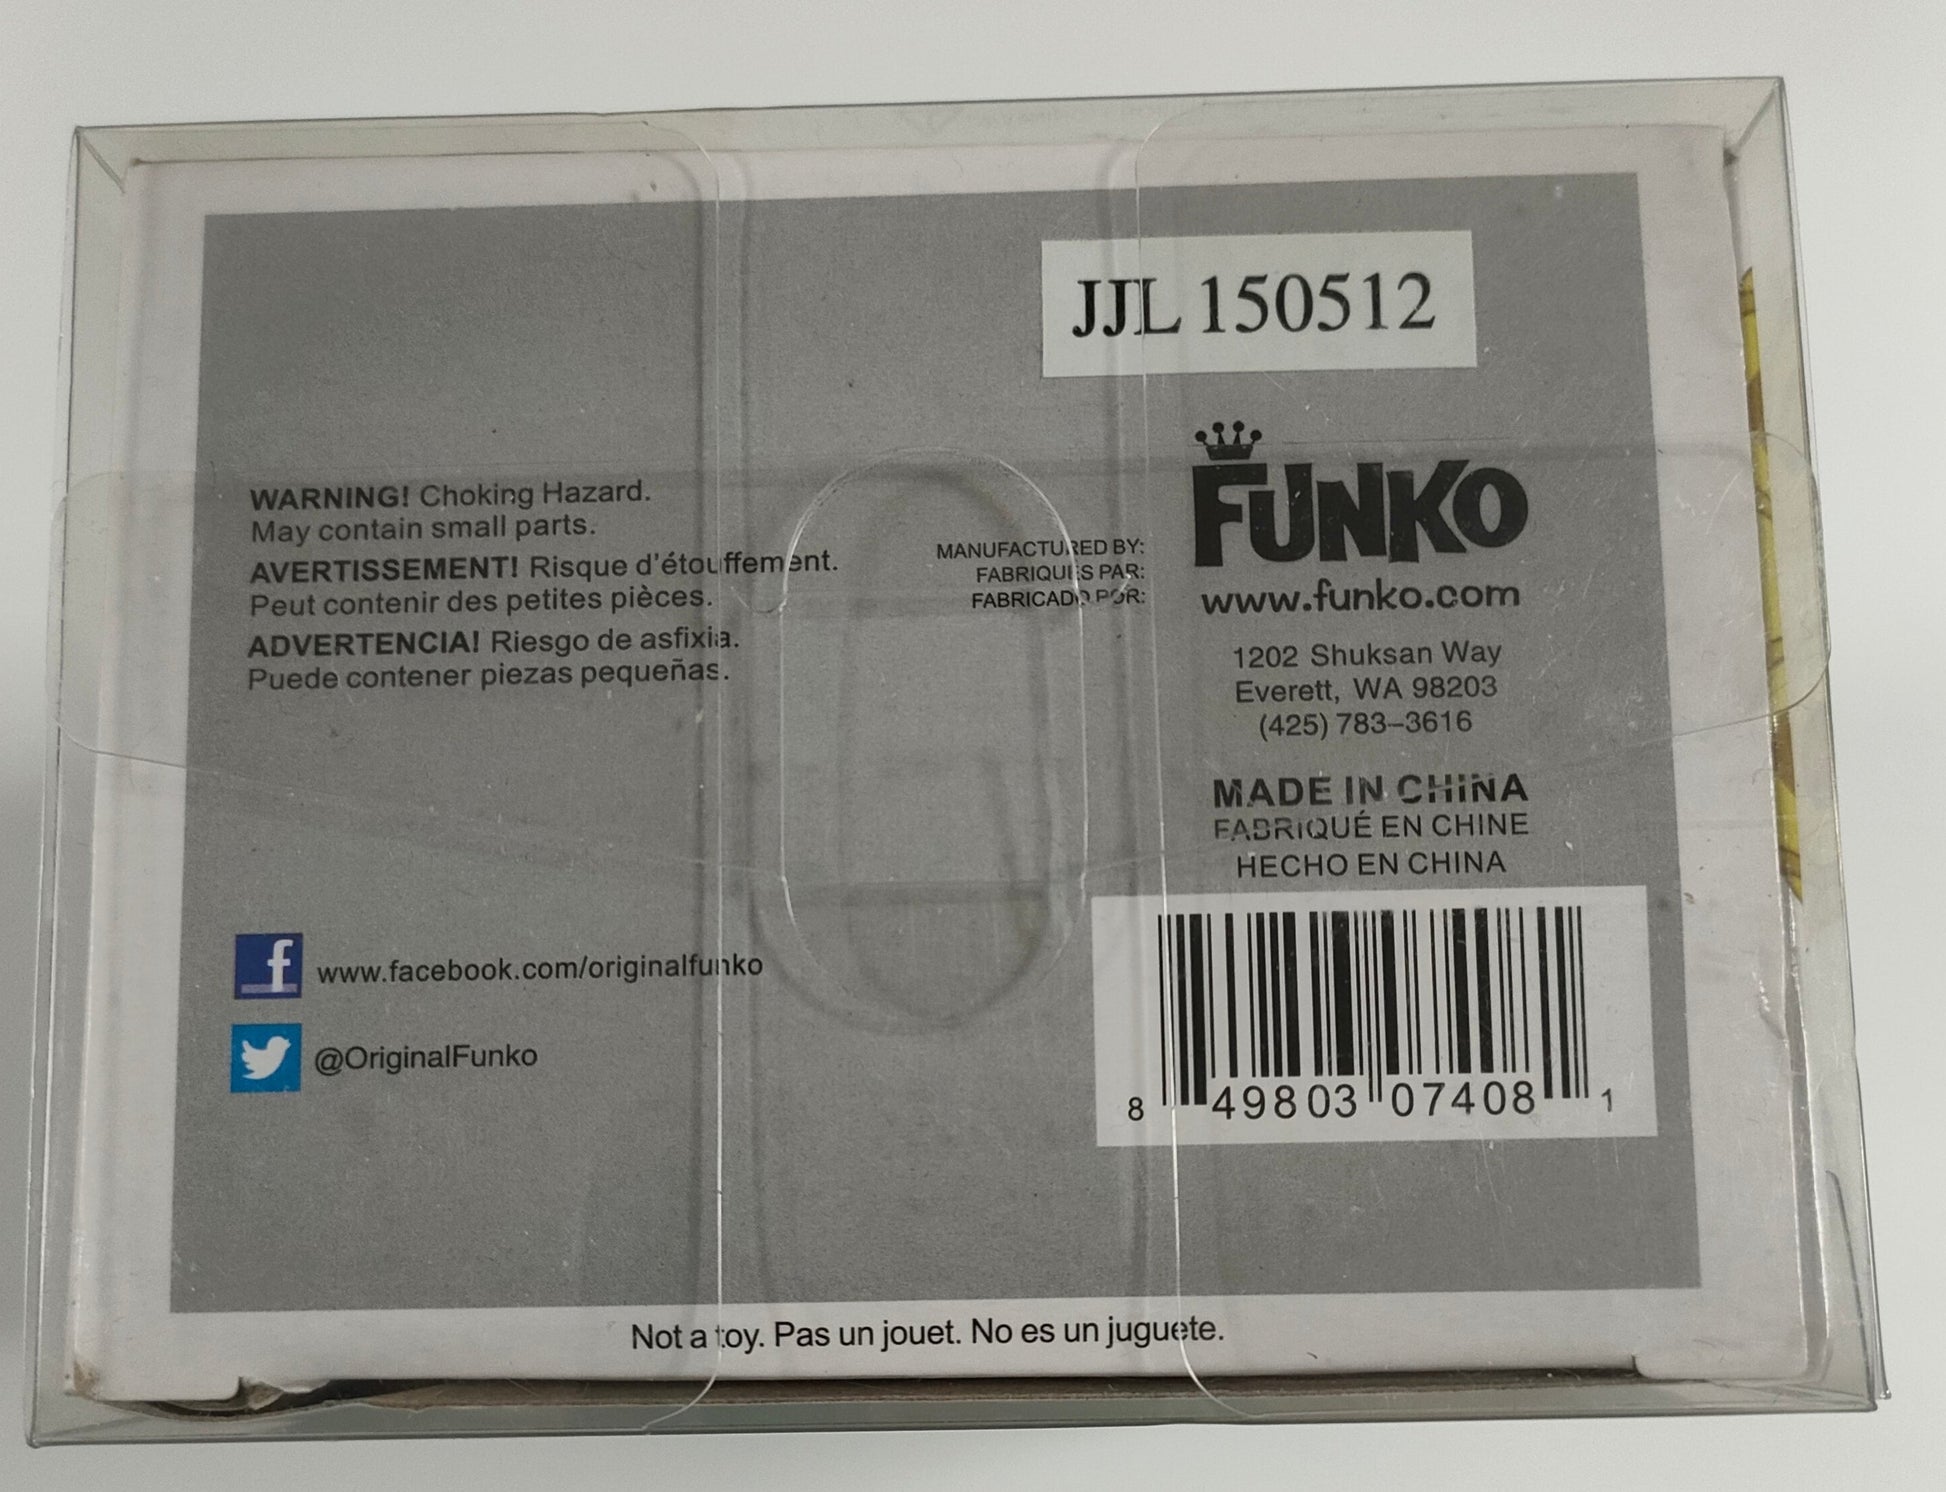 JJL 150512
WARNING! Choking Hazard.
May contain small parts.
AVERTISSEMENT! Risque d'étouffement.
Peut contenir des petites pièces.
ADVERTENCIA! Riesgo de asfixia.
Puede contener piezas pequeñas.
MANUFACTURED BY:
FABRIQUÉS PAR:
FABRICADO POR:
FUNKO
www.funko.com
1202 Shuksan Way
Everett, WA 98203
(425) 783–3616
MADE IN CHINA
FABRIQUÉ EN CHINE
HECHO EN CHINA
f www.facebook.com/originalfunko
@OriginalFunko
8 49803 07408 1
Not a toy. Pas un jouet. No es un juguete.